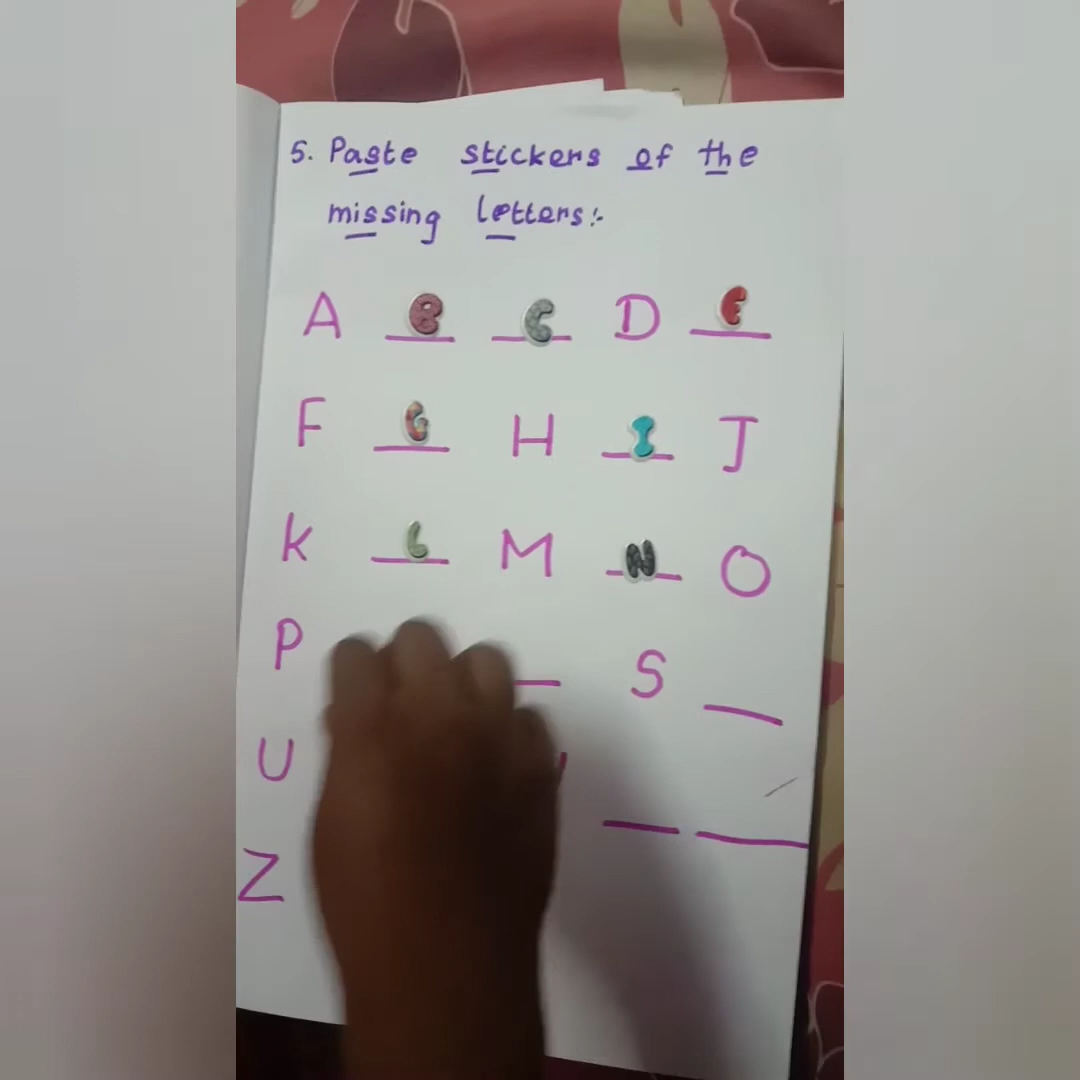 5. Paste stickers of the
missing letters:-
A B C D E
F G H I J
K L M N O
P S
U
Z